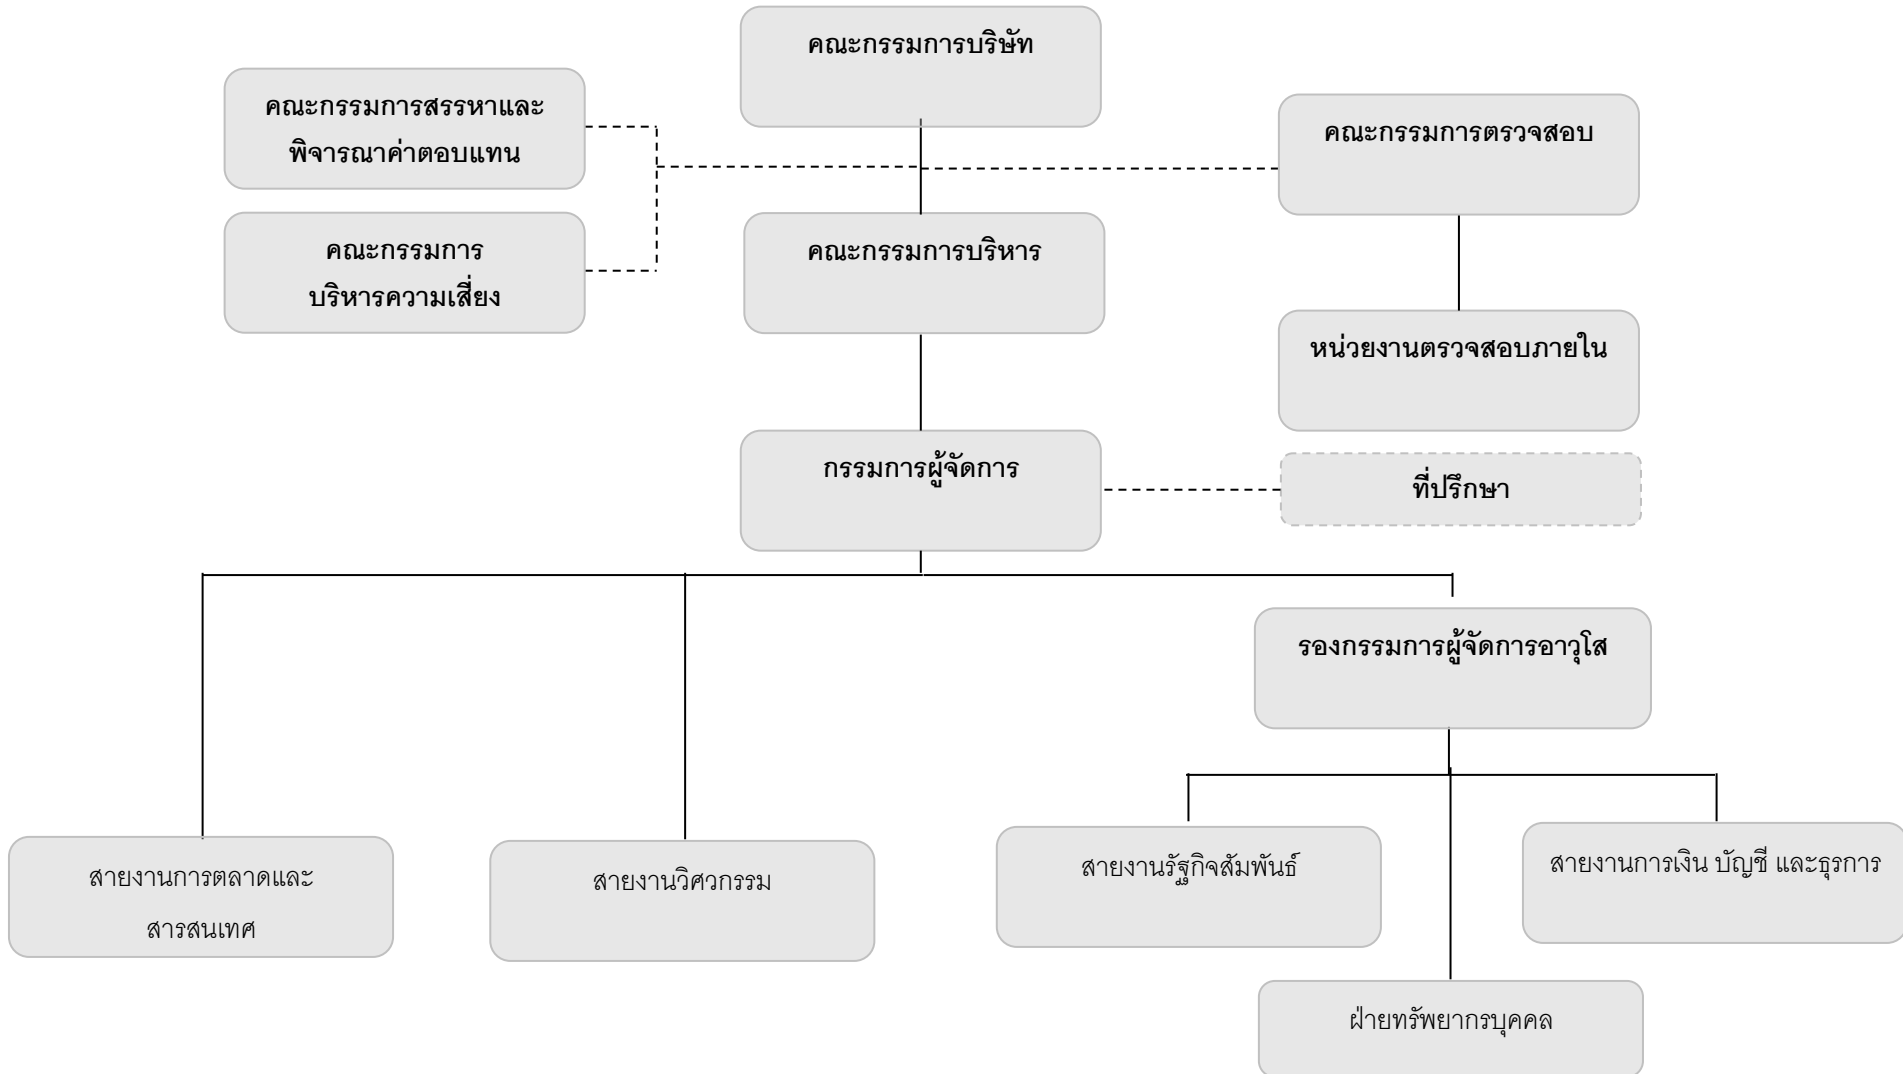 คณะกรรมการบริษัท
คณะกรรมการสรรหาและ
พิจารณาค่าตอบแทน
คณะกรรมการตรวจสอบ
คณะกรรมการ
บริหารความเสี่ยง
คณะกรรมการบริหาร
หน่วยงานตรวจสอบภายใน
กรรมการผู้จัดการ
ที่ปรึกษา
รองกรรมการผู้จัดการอาวุโส
สายงานการตลาดและ
สารสนเทศ
สายงานวิศวกรรม
สายงานรัฐกิจสัมพันธ์
สายงานการเงิน บัญชี และธุรการ
ฝ่ายทรัพยากรบุคคล